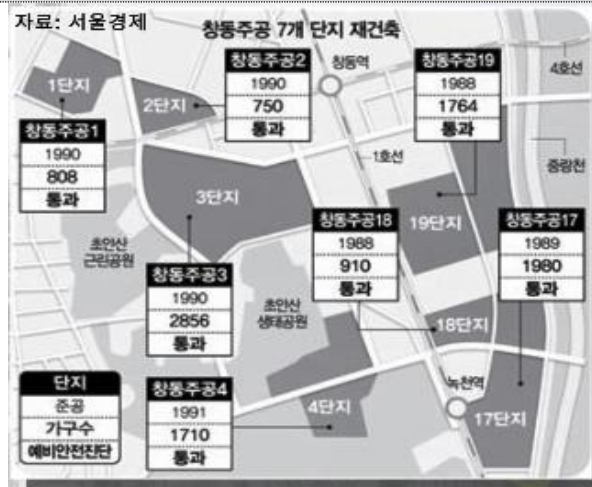 자료: 서울경제
창동주공 7개 단지 재건축
창동주공2
1990
750
통과
창동역
창동주공19
1988
1764
통과
4호선
1단지
2단지
창동주공1
1990
808
통과
1호선
중랑천
3단지
19단지
초안산
근린공원
창동주공3
1990
2856
통과
초안산
생태공원
창동주공18
1988
910
통과
창동주공17
1989
1980
통과
18단지
단지
준공
가구수
예비안전진단
창동주공4
1991
1710
통과
4단지
녹천역
17단지